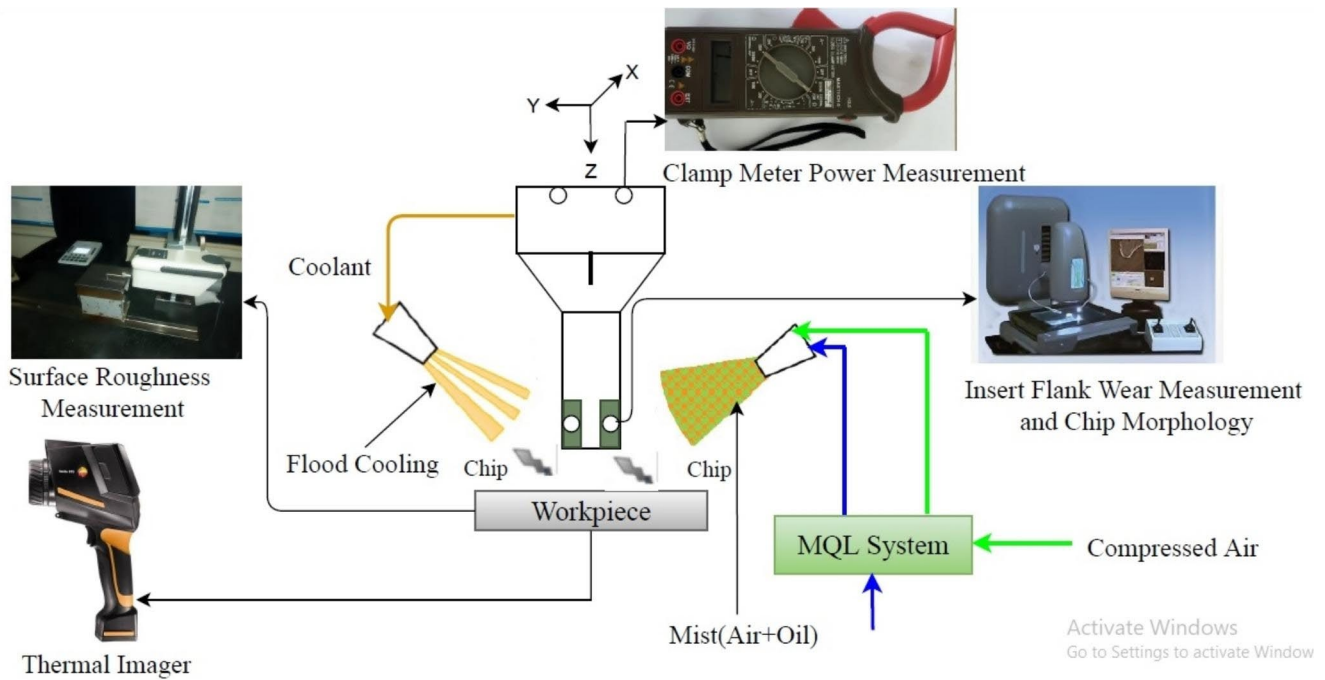 X
Y
Z
Clamp Meter Power Measurement
Coolant
Surface Roughness
Measurement
Insert Flank Wear Measurement
and Chip Morphology
Flood Cooling
Chip
Chip
Workpiece
MQL System
Compressed Air
Mist(Air+Oil)
Thermal Imager
Activate Windows
Go to Settings to activate Window